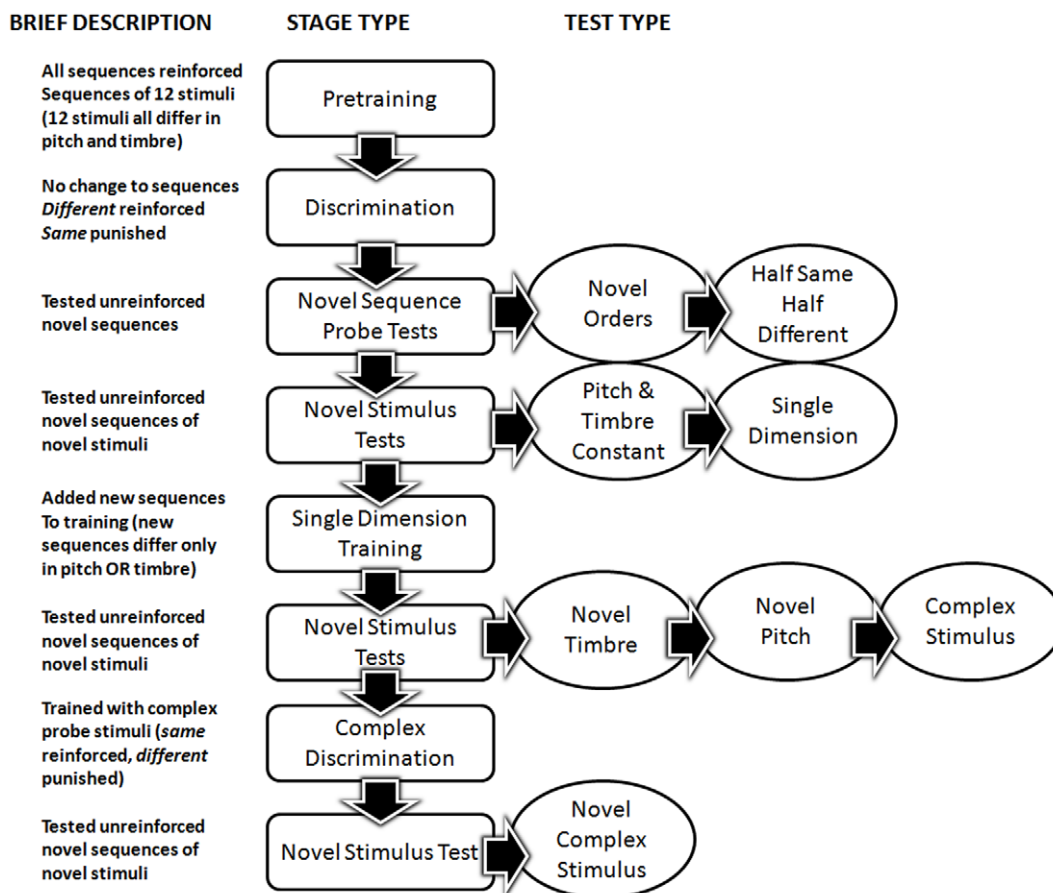 BRIEF DESCRIPTION STAGE TYPE TEST TYPE
All sequences reinforced
Sequences of 12 stimuli
(12 stimuli all differ in
pitch and timbre)
Pretraining
No change to sequences
Different reinforced
Same punished
Discrimination
Tested unreinforced
novel sequences
Novel Sequence
Probe Tests
Novel
Orders
Half Same
Half
Different
Tested unreinforced
novel sequences of
novel stimuli
Novel Stimulus
Tests
Pitch &
Timbre
Constant
Single
Dimension
Added new sequences
To training (new
sequences differ only
in pitch OR timbre)
Single Dimension
Training
Tested unreinforced
novel sequences of
novel stimuli
Novel Stimulus
Tests
Novel
Timbre
Novel
Pitch
Complex
Stimulus
Trained with complex
probe stimuli (same
reinforced, different
punished)
Complex
Discrimination
Tested unreinforced
novel sequences of
novel stimuli
Novel Stimulus Test
Novel
Complex
Stimulus